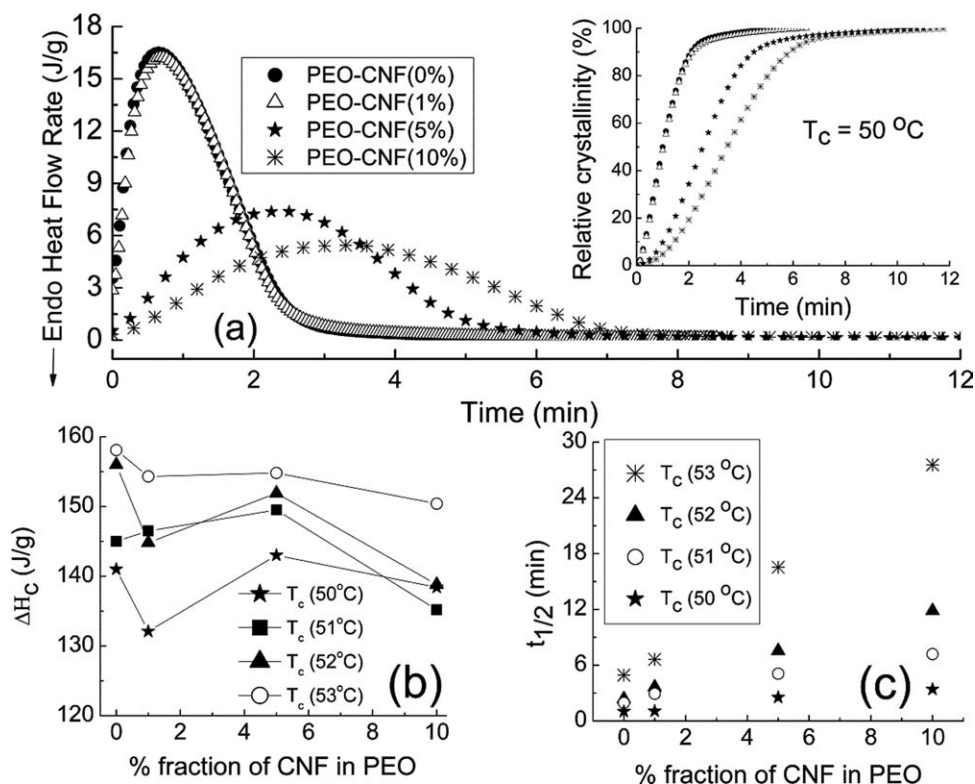 Endo Heat Flow Rate (J/g)
18
15
12
9
6
3
0
PEO-CNF(0%)
PEO-CNF(1%)
PEO-CNF(5%)
PEO-CNF(10%)
(a)
0 2 4 6 8 10 12
Time (min)
Relative crystallinity (%)
100
80
60
40
20
0
T_C = 50 °C
0 2 4 6 8 10 12
Time (min)
ΔH_C (J/g)
160
150
140
130
120
T_c (50°C)
T_c (51°C)
T_c (52°C)
T_c (53°C)
(b)
0 2 4 6 8 10
% fraction of CNF in PEO
t_1/2 (min)
30
24
18
12
6
0
T_C (53 °C)
T_C (52 °C)
T_C (51 °C)
T_C (50 °C)
(c)
0 2 4 6 8 10
% fraction of CNF in PEO